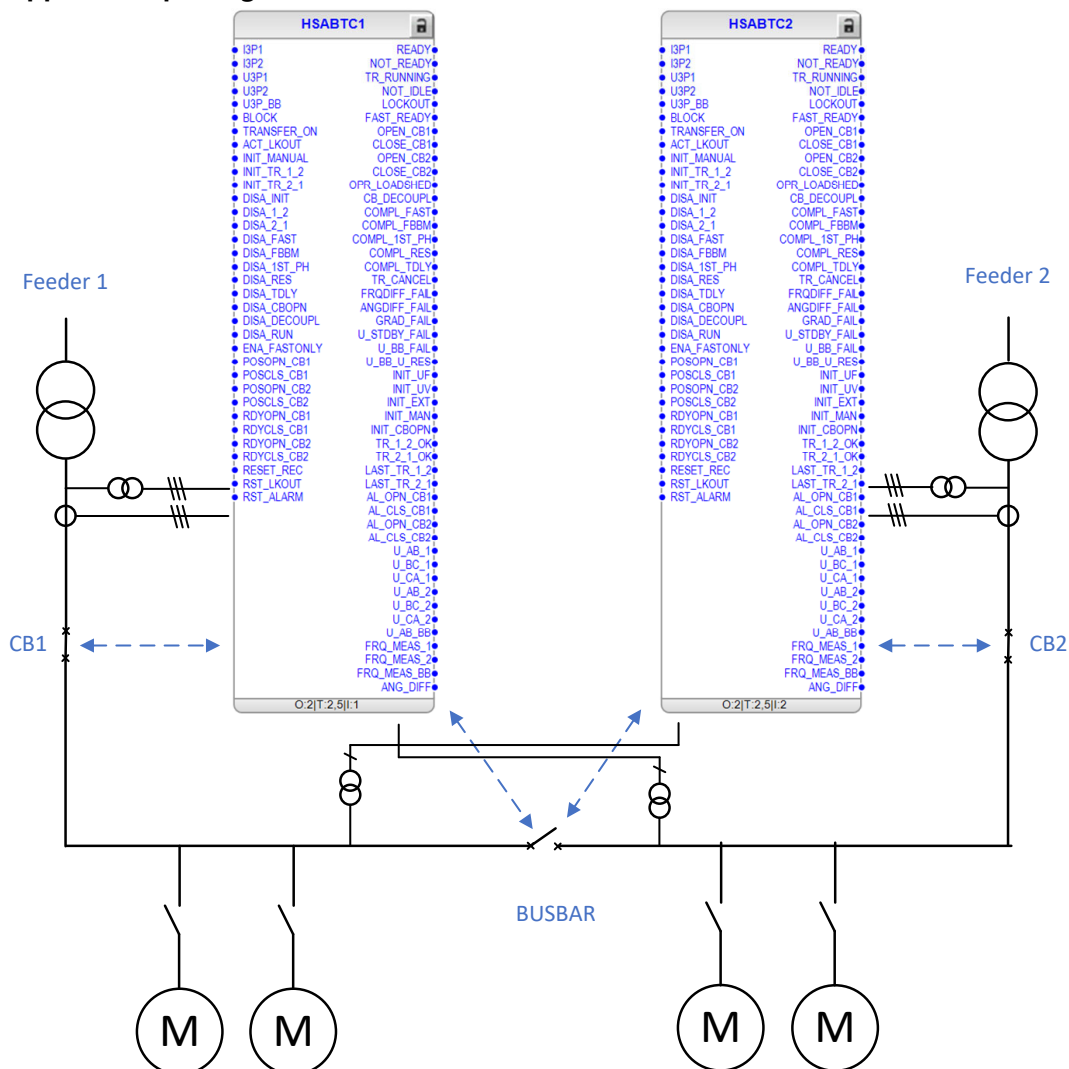 HSABTC1
I3P1 READY
I3P2 NOT_READY
U3P1 TR_RUNNING
U3P2 NOT_IDLE
U3P_BB LOCKOUT
BLOCK FAST_READY
TRANSFER_ON OPEN_CB1
ACT_LKOUT CLOSE_CB1
INIT_MANUAL OPEN_CB2
INIT_TR_1_2 CLOSE_CB2
INIT_TR_2_1 OPR_LOADSHED
DISA_INIT CB_DECOUPL
DISA_1_2 COMPL_FAST
DISA_2_1 COMPL_FBBM
DISA_FAST COMPL_1ST_PH
DISA_FBBM COMPL_RES
DISA_1ST_PH COMPL_TDLY
DISA_RES TR_CANCEL
DISA_TDLY FRQDIFF_FAIL
DISA_CBOPN ANGDIFF_FAIL
DISA_DECOUPL GRAD_FAIL
DISA_RUN U_STDBY_FAIL
ENA_FASTONLY U_BB_FAIL
POSOPN_CB1 U_BB_U_RES
POSCLS_CB1 INIT_UF
POSOPN_CB2 INIT_UV
POSCLS_CB2 INIT_EXT
RDYOPN_CB1 INIT_MAN
RDYCLS_CB1 INIT_CBOPN
RDYOPN_CB2 TR_1_2_OK
RDYCLS_CB2 TR_2_1_OK
RESET_REC LAST_TR_1_2
RST_LKOUT LAST_TR_2_1
RST_ALARM AL_OPN_CB1
AL_CLS_CB1
AL_OPN_CB2
AL_CLS_CB2
U_AB_1
U_BC_1
U_CA_1
U_AB_2
U_BC_2
U_CA_2
U_AB_BB
FRQ_MEAS_1
FRQ_MEAS_2
FRQ_MEAS_BB
ANG_DIFF
O:2|T:2,5|I:1
HSABTC2
I3P1 READY
I3P2 NOT_READY
U3P1 TR_RUNNING
U3P2 NOT_IDLE
U3P_BB LOCKOUT
BLOCK FAST_READY
TRANSFER_ON OPEN_CB1
ACT_LKOUT CLOSE_CB1
INIT_MANUAL OPEN_CB2
INIT_TR_1_2 CLOSE_CB2
INIT_TR_2_1 OPR_LOADSHED
DISA_INIT CB_DECOUPL
DISA_1_2 COMPL_FAST
DISA_2_1 COMPL_FBBM
DISA_FAST COMPL_1ST_PH
DISA_FBBM COMPL_RES
DISA_1ST_PH COMPL_TDLY
DISA_RES TR_CANCEL
DISA_TDLY FRQDIFF_FAIL
DISA_CBOPN ANGDIFF_FAIL
DISA_DECOUPL GRAD_FAIL
DISA_RUN U_STDBY_FAIL
ENA_FASTONLY U_BB_FAIL
POSOPN_CB1 U_BB_U_RES
POSCLS_CB1 INIT_UF
POSOPN_CB2 INIT_UV
POSCLS_CB2 INIT_EXT
RDYOPN_CB1 INIT_MAN
RDYCLS_CB1 INIT_CBOPN
RDYOPN_CB2 TR_1_2_OK
RDYCLS_CB2 TR_2_1_OK
RESET_REC LAST_TR_1_2
RST_LKOUT LAST_TR_2_1
RST_ALARM AL_OPN_CB1
AL_CLS_CB1
AL_OPN_CB2
AL_CLS_CB2
U_AB_1
U_BC_1
U_CA_1
U_AB_2
U_BC_2
U_CA_2
U_AB_BB
FRQ_MEAS_1
FRQ_MEAS_2
FRQ_MEAS_BB
ANG_DIFF
O:2|T:2,5|I:2
Feeder 1
Feeder 2
CB1
CB2
BUSBAR
M M M M